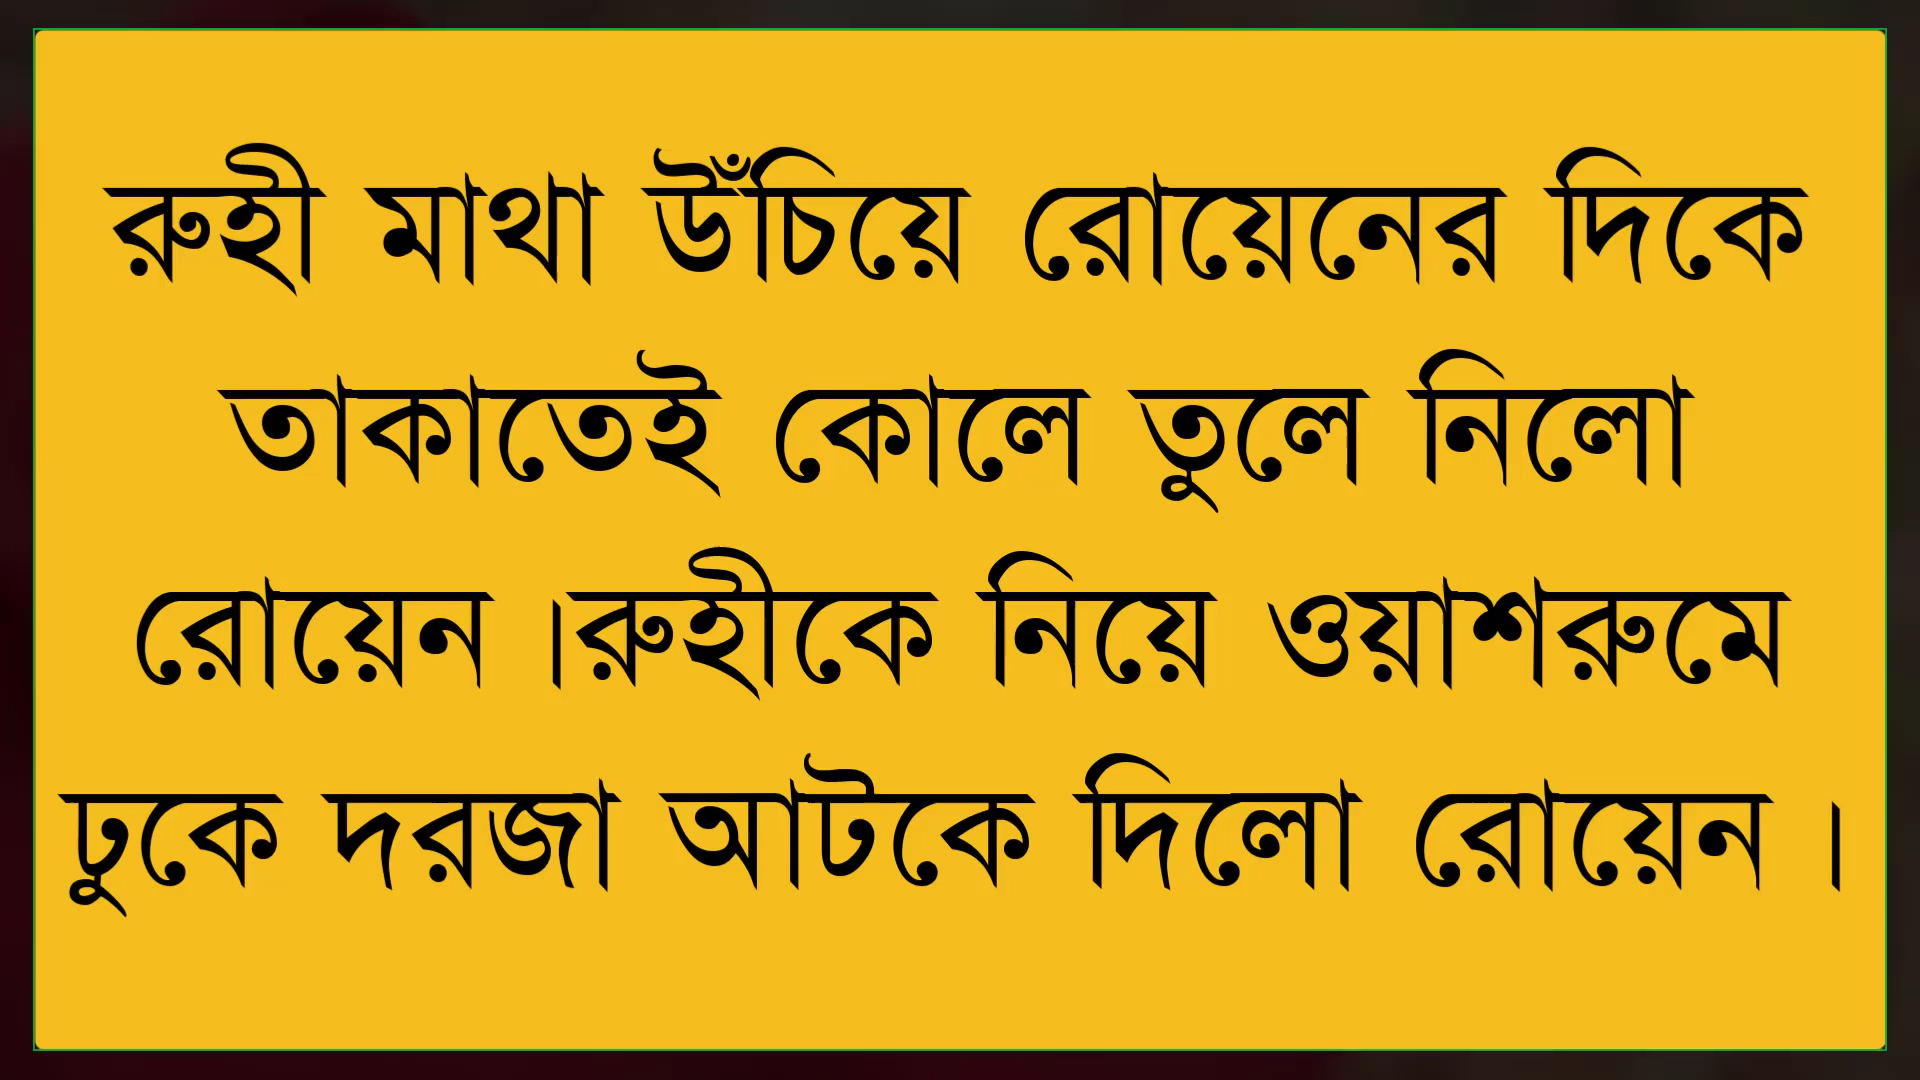 রুহী মাথা উঁচিয়ে রোয়েনের দিকে
তাকাতেই কোলে তুলে নিলো
রোয়েন ।রুহীকে নিয়ে ওয়াশরুমে
ঢুকে দরজা আটকে দিলো রোয়েন ।